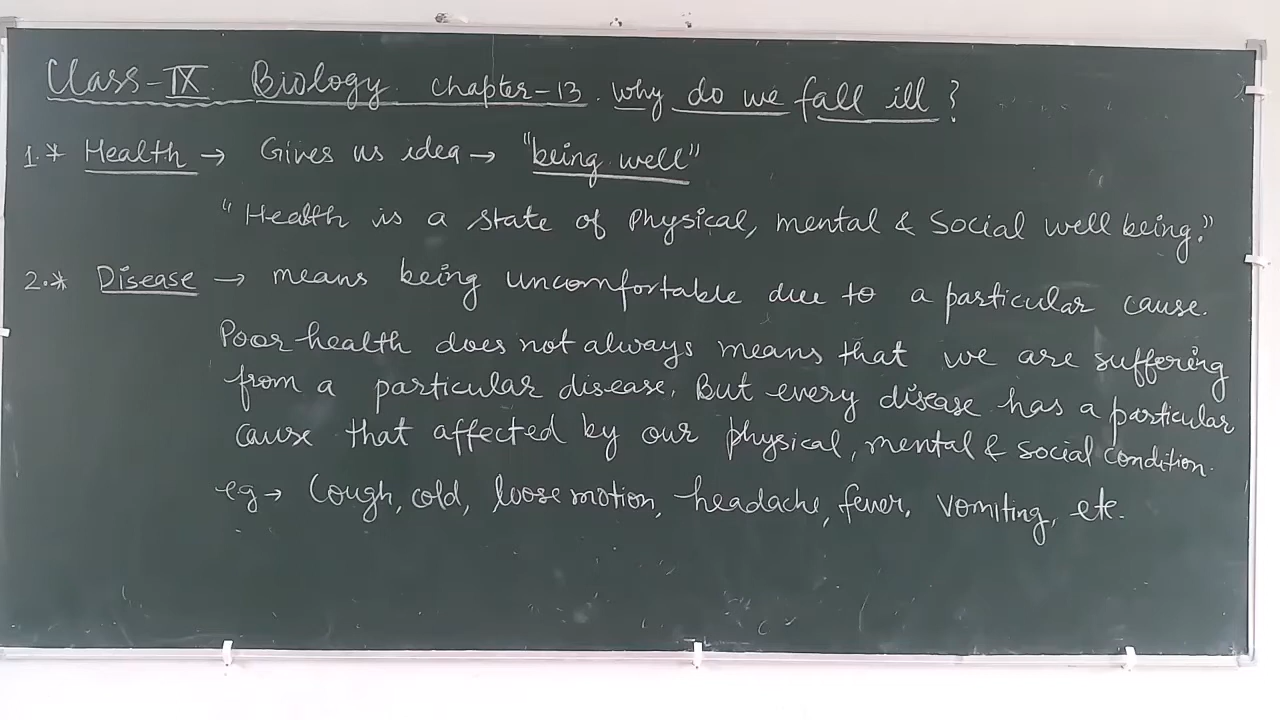 Class-IX. Biology. Chapter-13. Why do we fall ill?
1.* Health → Gives us idea → "being well"
"Health is a state of Physical, mental & Social well being."
2.* Disease → means being uncomfortable due to a particular cause.
Poor health does not always means that we are suffering
from a particular disease. But every disease has a particular
cause that affected by our physical, mental & social condition.
eg → Cough, cold, loose motion, headache, fever, vomiting, etc.